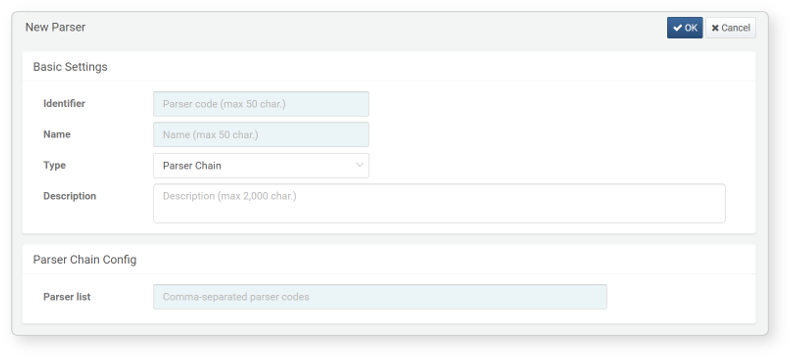 New Parser
OK
Cancel
Basic Settings
Identifier
Parser code (max 50 char.)
Name
Name (max 50 char.)
Type
Parser Chain
Description
Description (max 2,000 char.)
Parser Chain Config
Parser list
Comma-separated parser codes